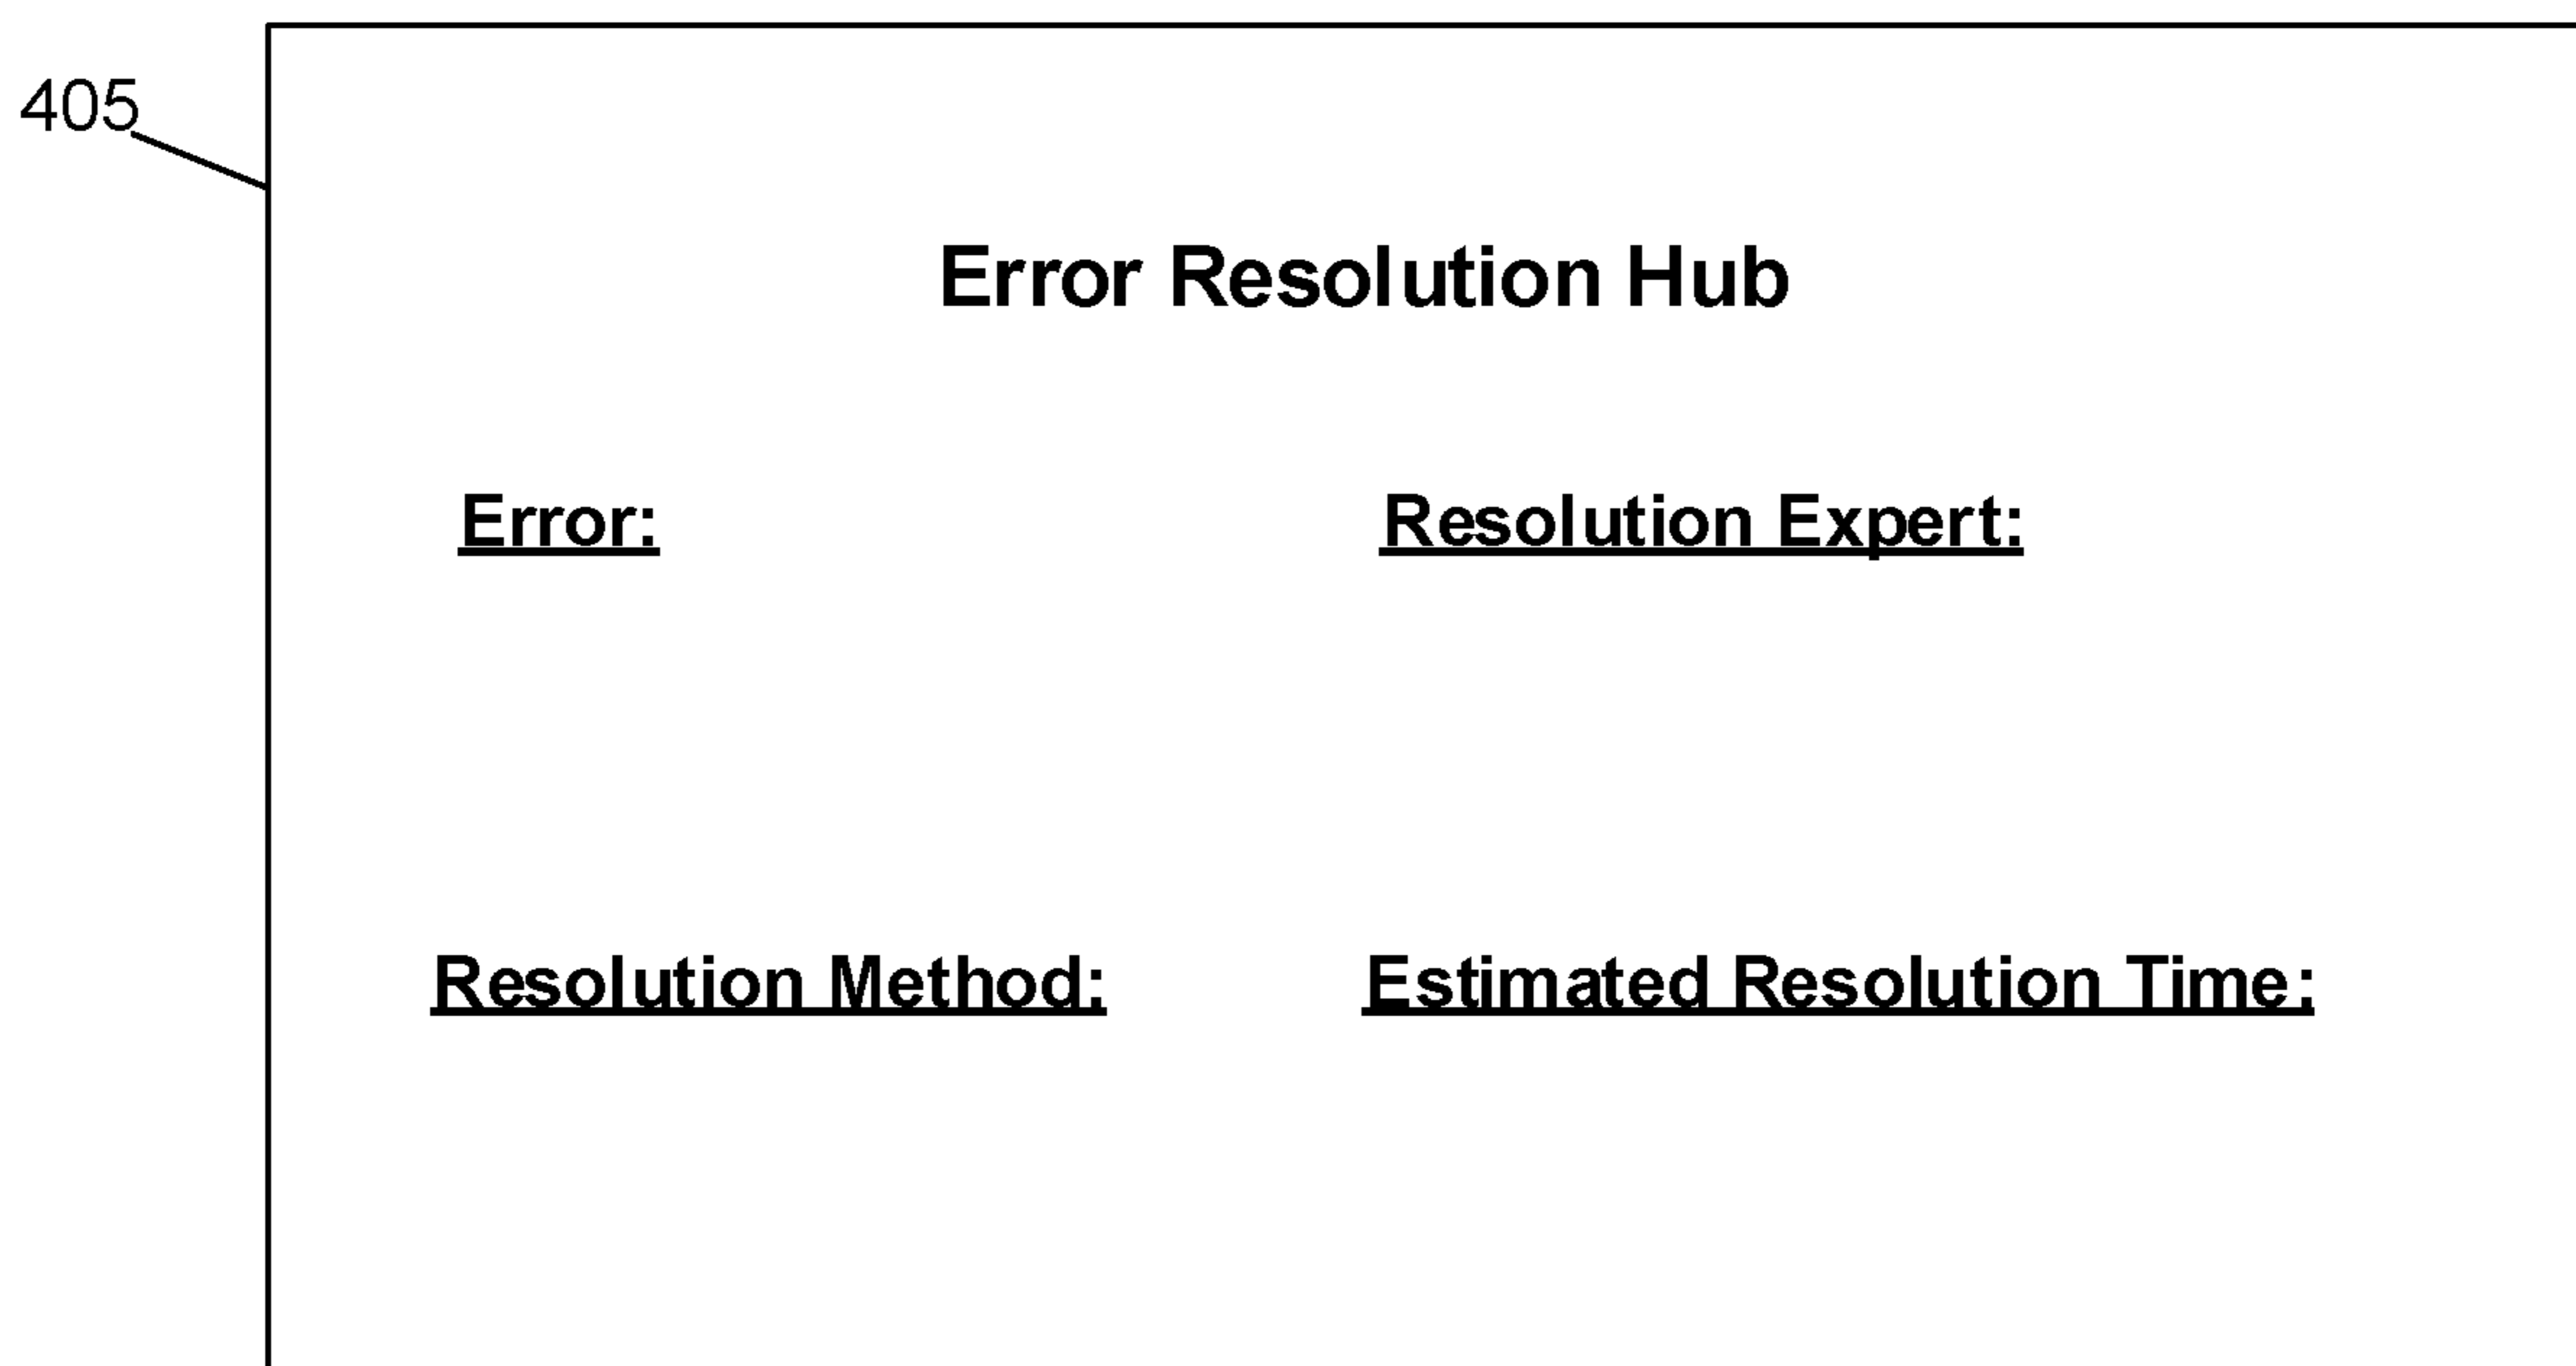 405
Error Resolution Hub
Error:
Resolution Expert:
Resolution Method:
Estimated Resolution Time: